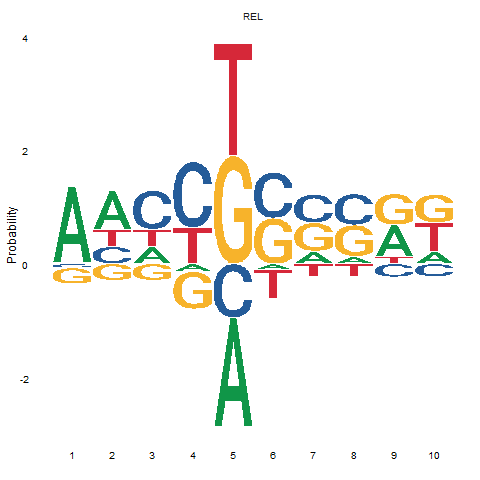 REL
4
T
2
A A C C G C C C G G
T T T G G G A T
Probability
C A A A A A T A
0
G G G G C T T T C C
-2
A
1 2 3 4 5 6 7 8 9 10